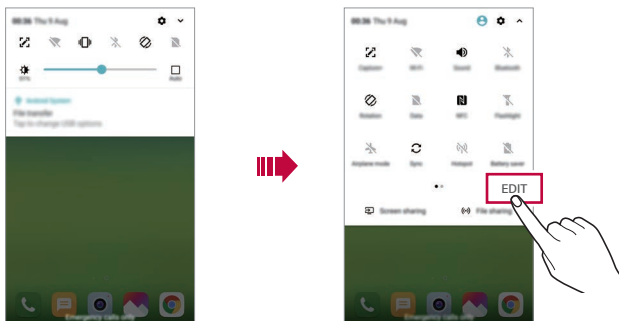 00:36 Thu 9 Aug
Android System
File transfer
Tap to change USB options
Emergency calls only
00:36 Thu 9 Aug
Capture+
Wi-Fi
Sound
Bluetooth
Rotation
Data
NFC
Flashlight
Airplane mode
Sync
Hotspot
Battery saver
EDIT
Screen sharing
File sharing
Emergency calls only